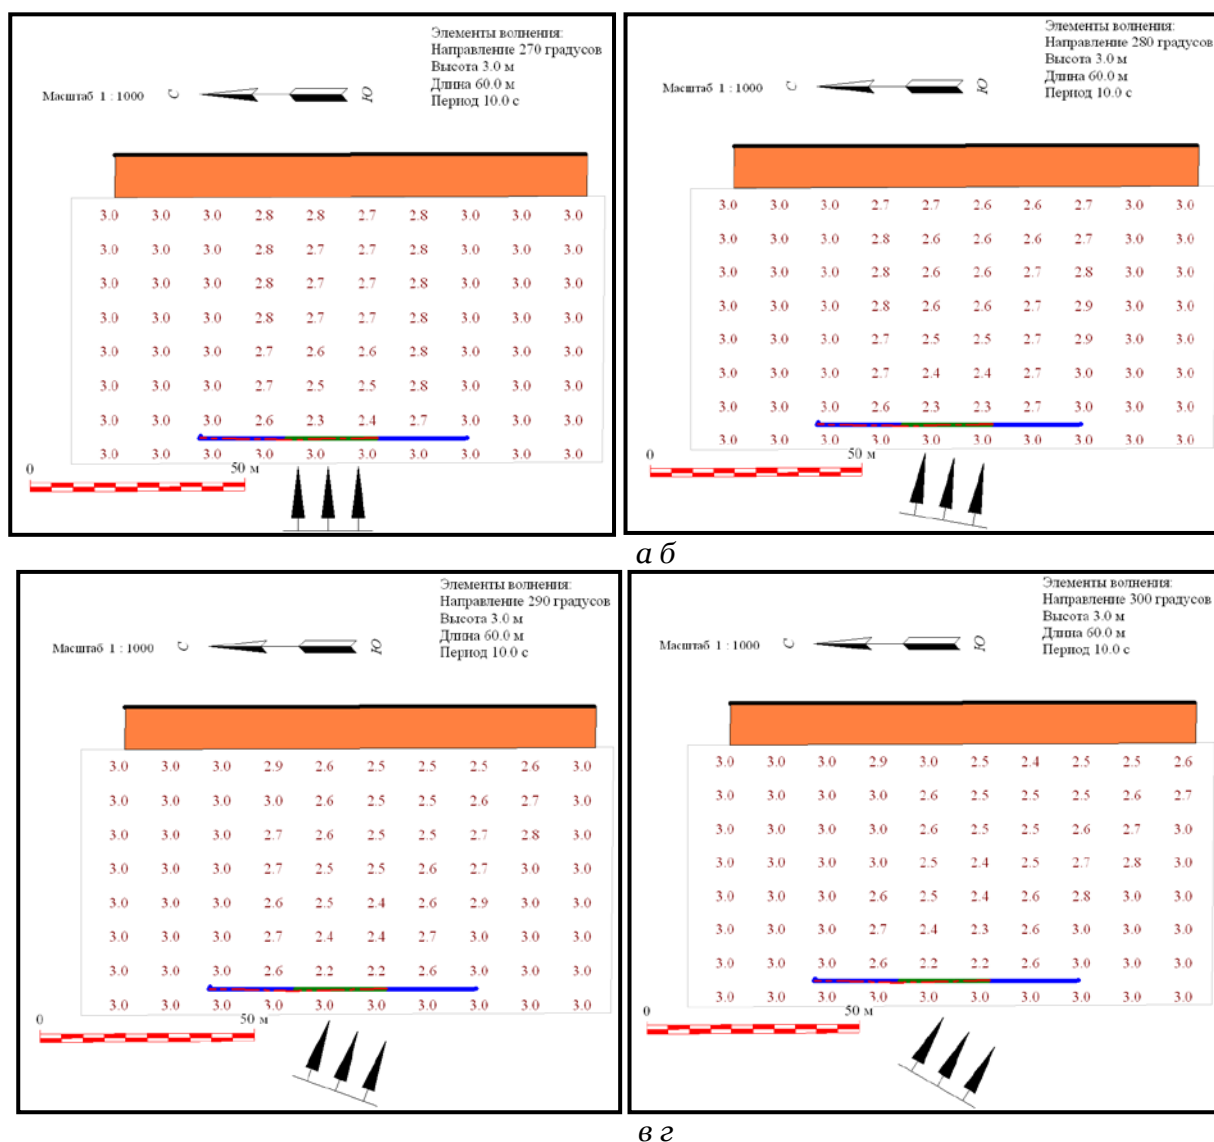 Элементы волнения:
Направление 270 градусов
Высота 3.0 м
Длина 60.0 м
Период 10.0 с
Масштаб 1 : 1000
С
Ю
3.0 3.0 3.0 2.8 2.8 2.7 2.8 3.0 3.0 3.0
3.0 3.0 3.0 2.8 2.7 2.7 2.8 3.0 3.0 3.0
3.0 3.0 3.0 2.8 2.7 2.7 2.8 3.0 3.0 3.0
3.0 3.0 3.0 2.8 2.7 2.7 2.8 3.0 3.0 3.0
3.0 3.0 3.0 2.7 2.6 2.6 2.8 3.0 3.0 3.0
3.0 3.0 3.0 2.7 2.5 2.5 2.8 3.0 3.0 3.0
3.0 3.0 3.0 2.6 2.3 2.4 2.7 3.0 3.0 3.0
3.0 3.0 3.0 3.0 3.0 3.0 3.0 3.0 3.0 3.0
0 50 м
Элементы волнения:
Направление 280 градусов
Высота 3.0 м
Длина 60.0 м
Период 10.0 с
Масштаб 1 : 1000
С
Ю
3.0 3.0 3.0 2.7 2.7 2.6 2.6 2.7 3.0 3.0
3.0 3.0 3.0 2.8 2.6 2.6 2.6 2.7 3.0 3.0
3.0 3.0 3.0 2.8 2.6 2.6 2.7 2.8 3.0 3.0
3.0 3.0 3.0 2.8 2.6 2.6 2.7 2.9 3.0 3.0
3.0 3.0 3.0 2.7 2.5 2.5 2.7 2.9 3.0 3.0
3.0 3.0 3.0 2.7 2.4 2.4 2.7 3.0 3.0 3.0
3.0 3.0 3.0 2.6 2.3 2.3 2.7 3.0 3.0 3.0
3.0 3.0 3.0 3.0 3.0 3.0 3.0 3.0 3.0 3.0
0 50 м
а б
Элементы волнения:
Направление 290 градусов
Высота 3.0 м
Длина 60.0 м
Период 10.0 с
Масштаб 1 : 1000
С
Ю
3.0 3.0 3.0 2.9 2.6 2.5 2.5 2.5 2.6 3.0
3.0 3.0 3.0 3.0 2.6 2.5 2.5 2.6 2.7 3.0
3.0 3.0 3.0 2.7 2.6 2.5 2.5 2.7 2.8 3.0
3.0 3.0 3.0 2.7 2.5 2.5 2.6 2.7 3.0 3.0
3.0 3.0 3.0 2.6 2.5 2.4 2.6 2.9 3.0 3.0
3.0 3.0 3.0 2.7 2.4 2.4 2.7 3.0 3.0 3.0
3.0 3.0 3.0 2.6 2.2 2.2 2.6 3.0 3.0 3.0
3.0 3.0 3.0 3.0 3.0 3.0 3.0 3.0 3.0 3.0
0 50 м
Элементы волнения:
Направление 300 градусов
Высота 3.0 м
Длина 60.0 м
Период 10.0 с
Масштаб 1 : 1000
С
Ю
3.0 3.0 3.0 2.9 3.0 2.5 2.4 2.5 2.5 2.6
3.0 3.0 3.0 3.0 2.6 2.5 2.5 2.5 2.6 2.7
3.0 3.0 3.0 3.0 2.6 2.5 2.5 2.6 2.7 3.0
3.0 3.0 3.0 3.0 2.5 2.4 2.5 2.7 2.8 3.0
3.0 3.0 3.0 2.6 2.5 2.4 2.6 2.8 3.0 3.0
3.0 3.0 3.0 2.7 2.4 2.3 2.6 3.0 3.0 3.0
3.0 3.0 3.0 2.6 2.2 2.2 2.6 3.0 3.0 3.0
3.0 3.0 3.0 3.0 3.0 3.0 3.0 3.0 3.0 3.0
0 50 м
в г